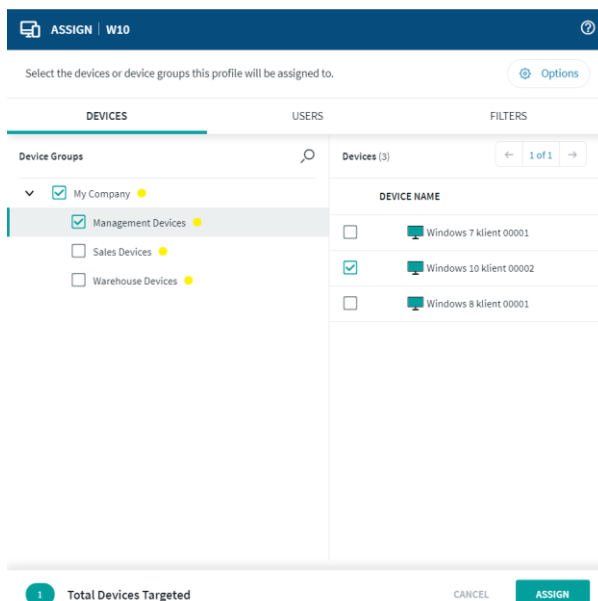 ASSIGN | W10
Select the devices or device groups this profile will be assigned to.
Options
DEVICES
USERS
FILTERS
Device Groups
Devices (3)
1 of 1
My Company
Management Devices
Sales Devices
Warehouse Devices
DEVICE NAME
Windows 7 klient 00001
Windows 10 klient 00002
Windows 8 klient 00001
1 Total Devices Targeted
CANCEL
ASSIGN